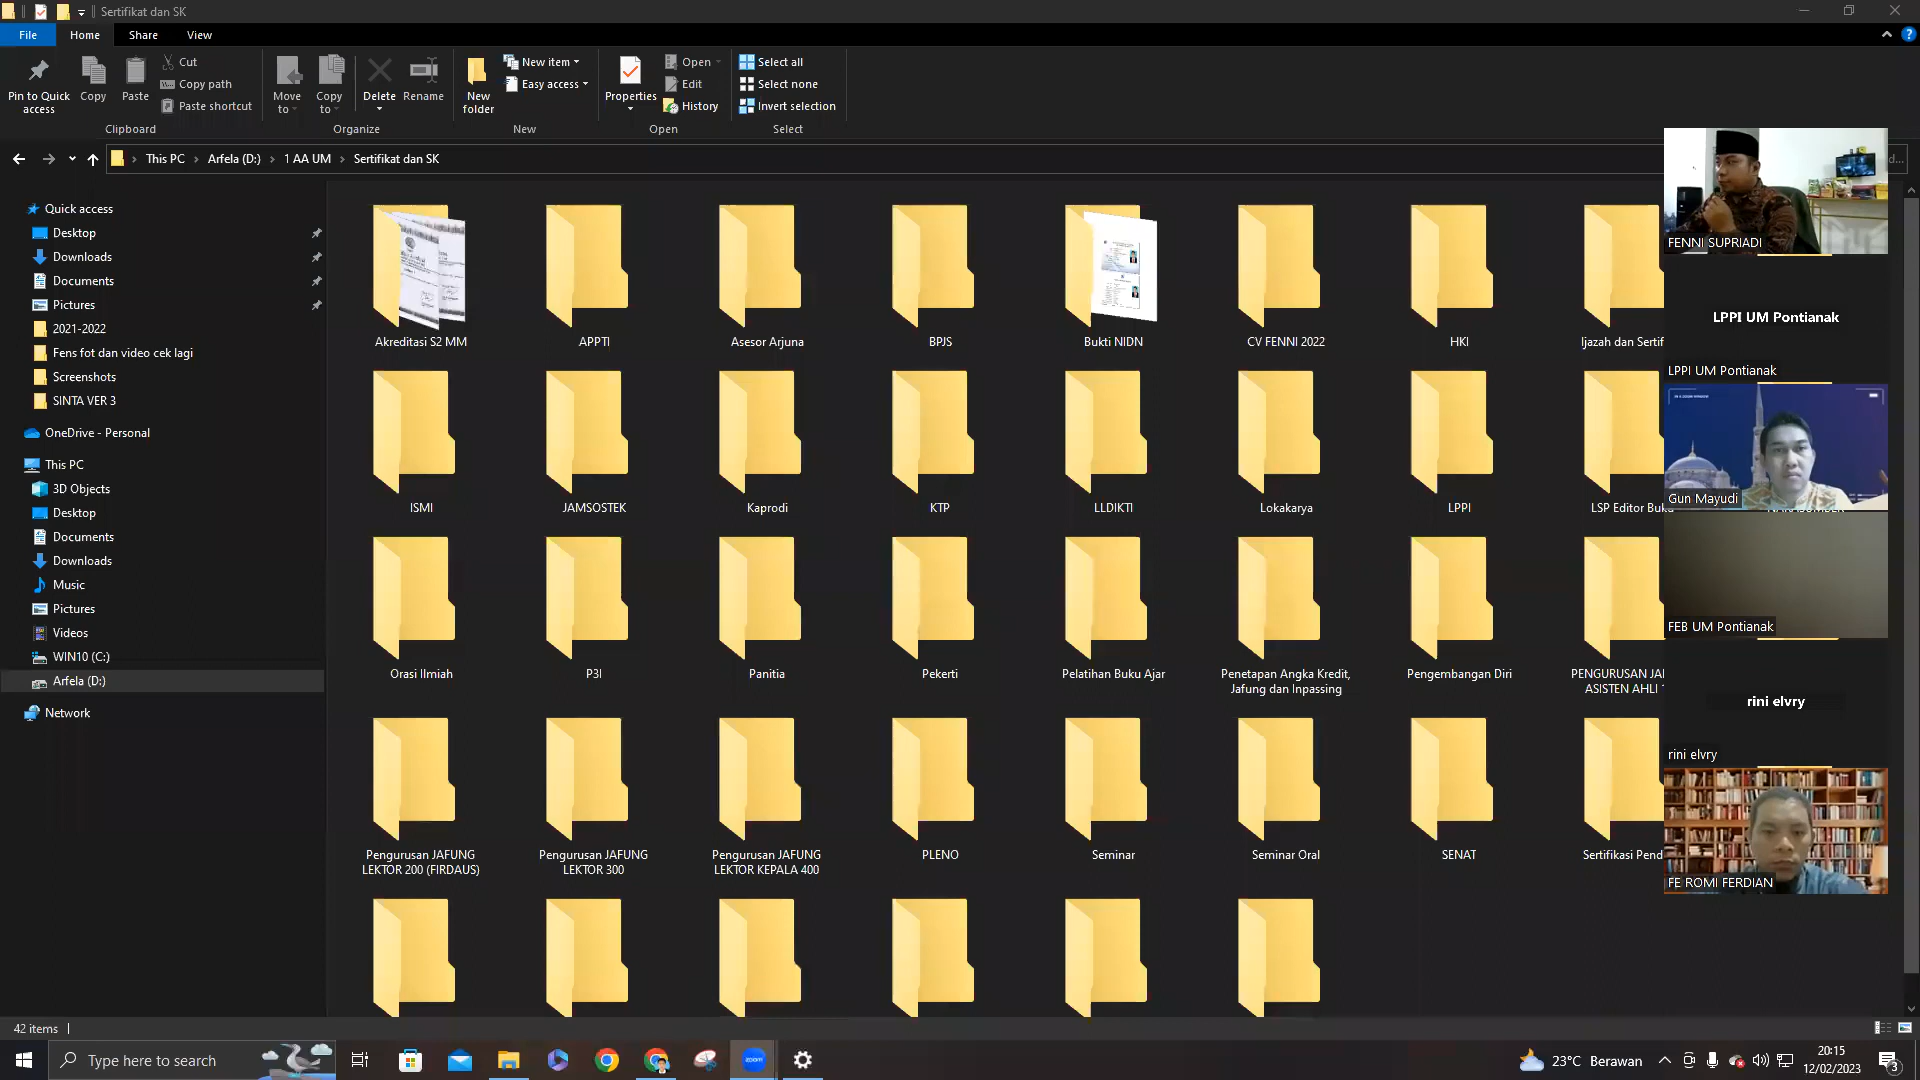 Sertifikat dan SK
File Home Share View
Pin to Quick access
Copy
Paste
Cut
Copy path
Paste shortcut
Clipboard
Move to
Copy to
Delete
Rename
Organize
New folder
New item
Easy access
New
Properties
Open
Edit
History
Open
Select all
Select none
Invert selection
Select
This PC > Arfela (D:) > 1 AA UM > Sertifikat dan SK
d...
Quick access
Desktop
Downloads
Documents
Pictures
2021-2022
Fens fot dan video cek lagi
Screenshots
SINTA VER 3
OneDrive - Personal
This PC
3D Objects
Desktop
Documents
Downloads
Music
Pictures
Videos
WIN10 (C:)
Arfela (D:)
Network
Akreditasi S2 MM
APPTI
Asesor Arjuna
BPJS
Bukti NIDN
CV FENNI 2022
HKI
Ijazah dan Sertif
ISMI
JAMSOSTEK
Kaprodi
KTP
LLDIKTI
Lokakarya
LPPI
LSP Editor Buku
Orasi Ilmiah
P3I
Panitia
Pekerti
Pelatihan Buku Ajar
Penetapan Angka Kredit,
Jafung dan Inpassing
Pengembangan Diri
PENGURUSAN JA
ASISTEN AHLI 1
Pengurusan JAFUNG
LEKTOR 200 (FIRDAUS)
Pengurusan JAFUNG
LEKTOR 300
Pengurusan JAFUNG
LEKTOR KEPALA 400
PLENO
Seminar
Seminar Oral
SENAT
Sertifikasi Pend
FENNI SUPRIADI
LPPI UM Pontianak
LPPI UM Pontianak
Gun Mayudi
FEB UM Pontianak
rini elvry
rini elvry
FE ROMI FERDIAN
42 items
Type here to search
zoom
23°C Berawan
20:15
12/02/2023
3